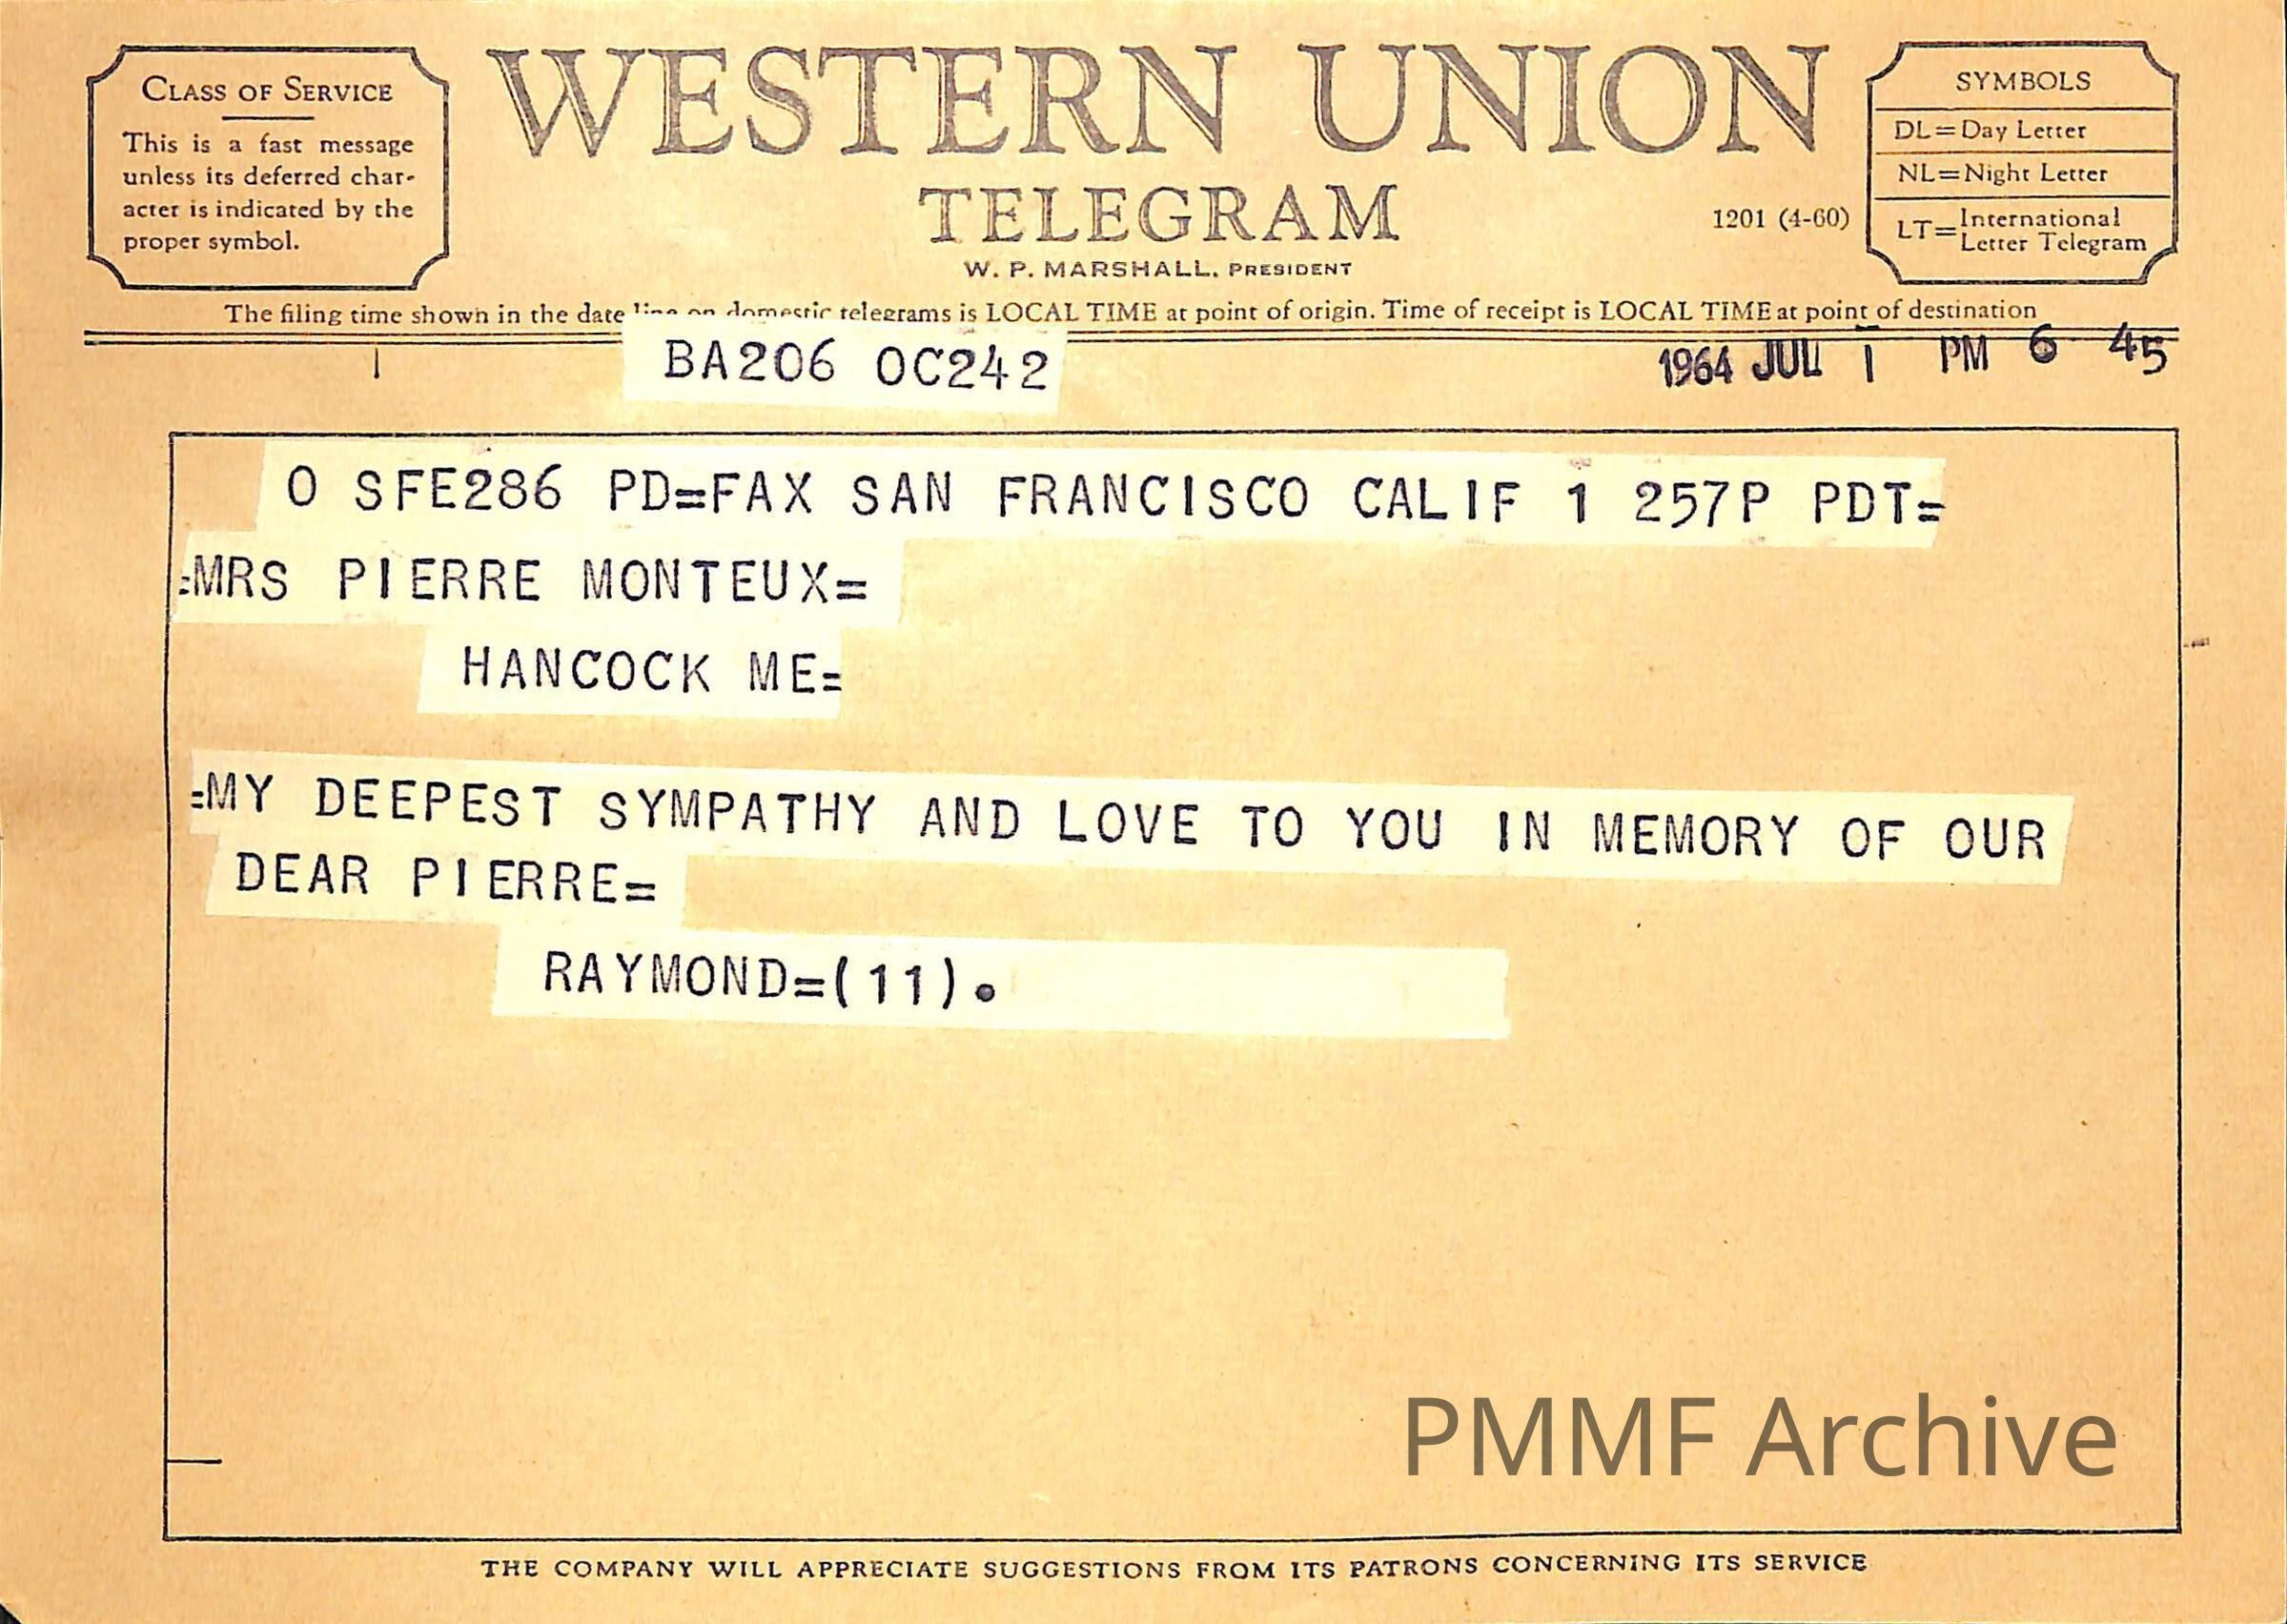 CLASS OF SERVICE
This is a fast message
unless its deferred char-
acter is indicated by the
proper symbol.
WESTERN UNION
TELEGRAM
W. P. MARSHALL, PRESIDENT
1201 (4-60)
SYMBOLS
DL=Day Letter
NL=Night Letter
LT=International
Letter Telegram
The filing time shown in the date line on domestic telegrams is LOCAL TIME at point of origin. Time of receipt is LOCAL TIME at point of destination
BA206 OC242
1964 JUL 1 PM 6 45
O SFE286 PD=FAX SAN FRANCISCO CALIF 1 257P PDT=
=MRS PIERRE MONTEUX=
HANCOCK ME=
=MY DEEPEST SYMPATHY AND LOVE TO YOU IN MEMORY OF OUR
DEAR PIERRE=
RAYMOND=(11).
PMMF Archive
THE COMPANY WILL APPRECIATE SUGGESTIONS FROM ITS PATRONS CONCERNING ITS SERVICE